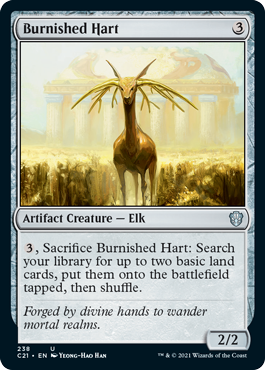 Burnished Hart 3
Artifact Creature — Elk
3, Sacrifice Burnished Hart: Search
your library for up to two basic land
cards, put them onto the battlefield
tapped, then shuffle.
Forged by divine hands to wander
mortal realms.
2/2
238 U
C21 • EN Yeong-Hao Han
™ & © 2021 Wizards of the Coast